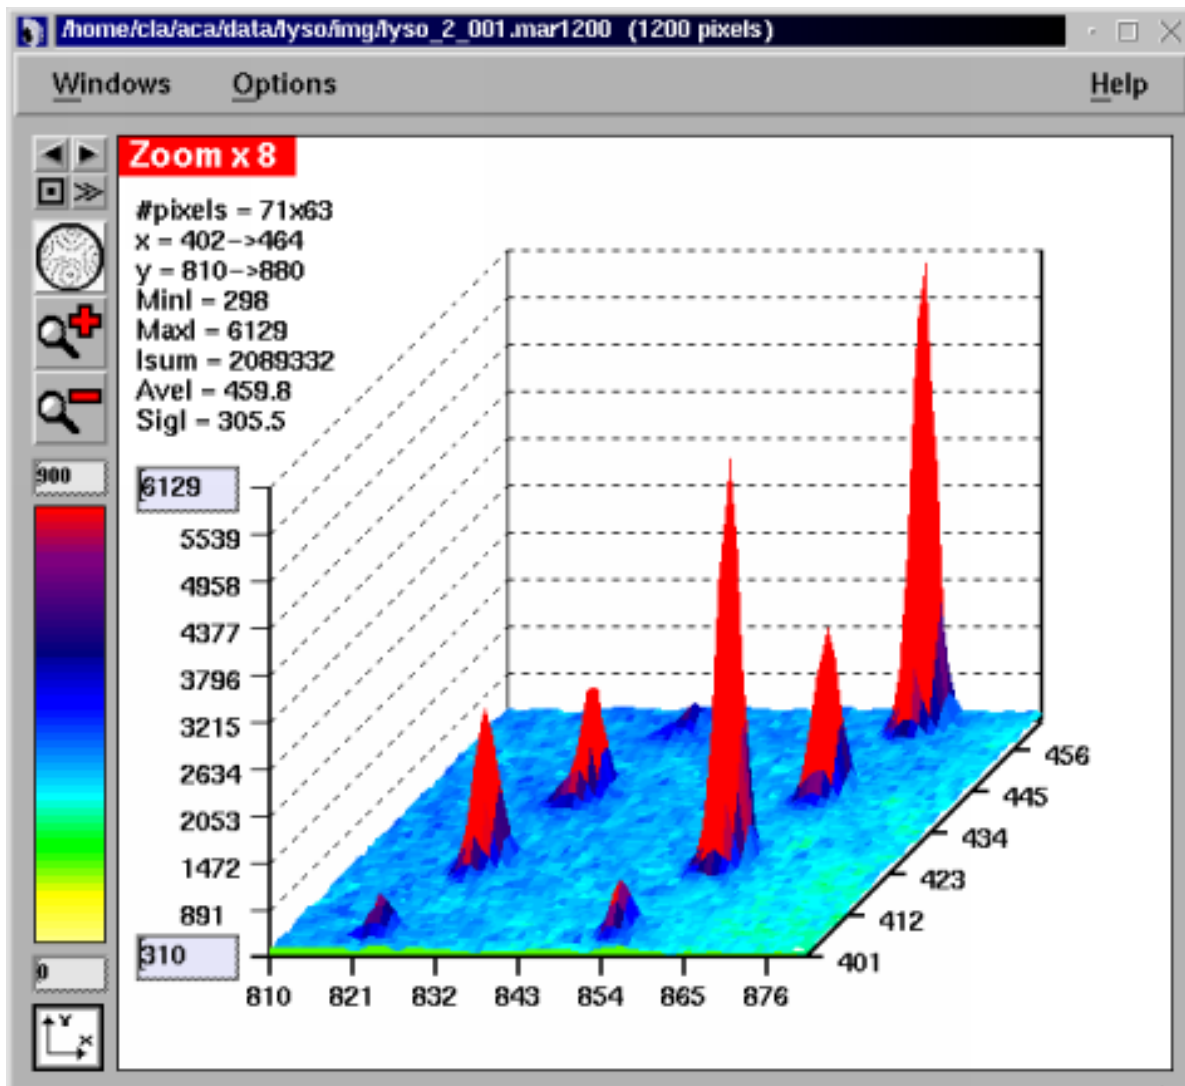 /home/cla/aca/data/lyso/img/lyso_2_001.mar1200 (1200 pixels)
Windows Options Help
Zoom x 8
#pixels = 71x63
x = 402->464
y = 810->880
MinI = 298
MaxI = 6129
Isum = 2089332
AveI = 459.8
SigI = 305.5
900
6129
5539
4958
4377
3796
3215
2634
2053
1472
891
310
0
456
445
434
423
412
401
810 821 832 843 854 865 876
Y
X